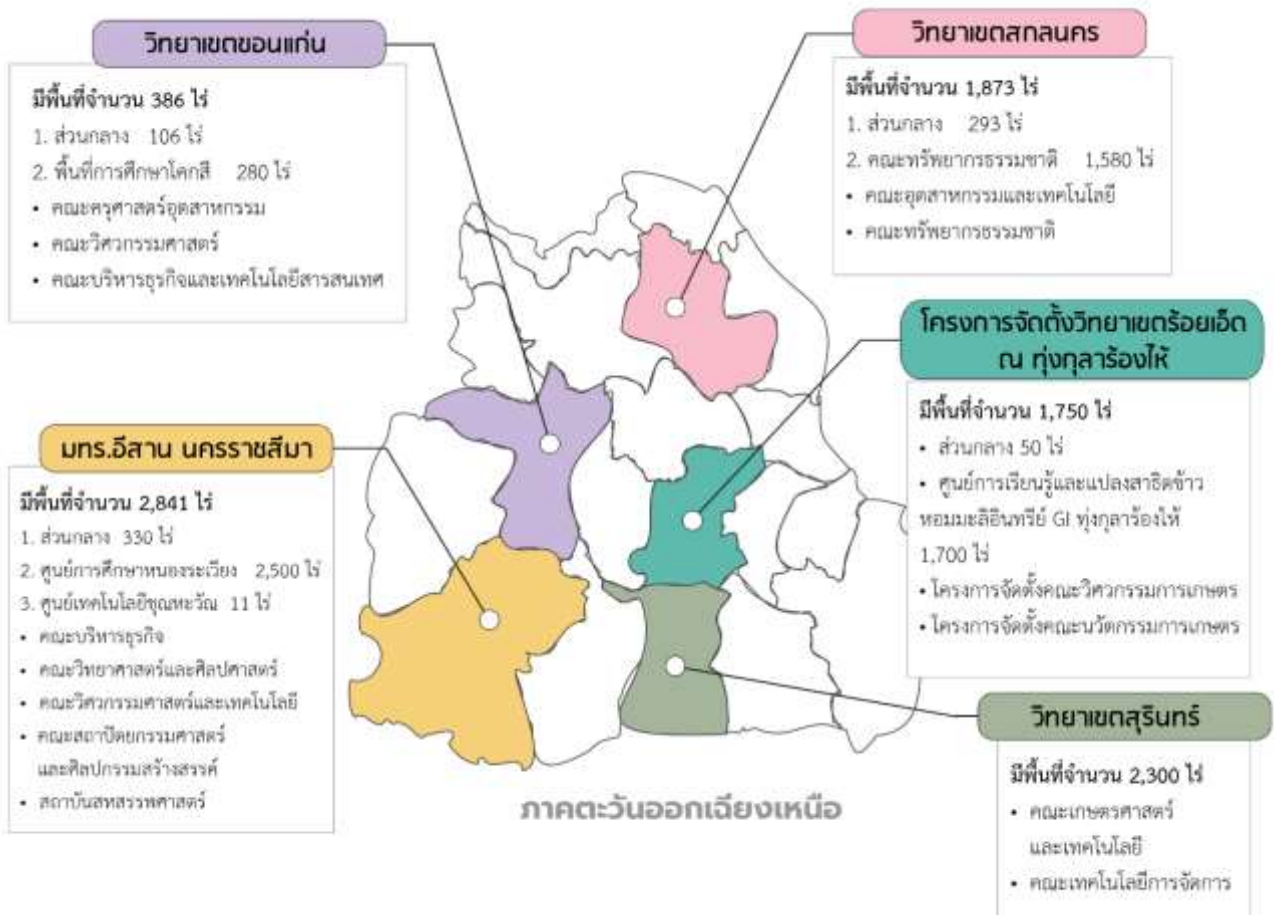 วิทยาเขตขอนแก่น
มีพื้นที่จำนวน 386 ไร่
1. ส่วนกลาง 106 ไร่
2. พื้นที่การศึกษาโคกสี 280 ไร่
• คณะครุศาสตร์อุตสาหกรรม
• คณะวิศวกรรมศาสตร์
• คณะบริหารธุรกิจและเทคโนโลยีสารสนเทศ
วิทยาเขตสกลนคร
มีพื้นที่จำนวน 1,873 ไร่
1. ส่วนกลาง 293 ไร่
2. คณะทรัพยากรธรรมชาติ 1,580 ไร่
• คณะอุตสาหกรรมและเทคโนโลยี
• คณะทรัพยากรธรรมชาติ
โครงการจัดตั้งวิทยาเขตร้อยเอ็ด
ณ ทุ่งกุลาร้องไห้
มีพื้นที่จำนวน 1,750 ไร่
• ส่วนกลาง 50 ไร่
• ศูนย์การเรียนรู้และแปลงสาธิตข้าว
หอมมะลิอินทรีย์ GI ทุ่งกุลาร้องไห้
1,700 ไร่
• โครงการจัดตั้งคณะวิศวกรรมการเกษตร
• โครงการจัดตั้งคณะนวัตกรรมการเกษตร
มทร.อีสาน นครราชสีมา
มีพื้นที่จำนวน 2,841 ไร่
1. ส่วนกลาง 330 ไร่
2. ศูนย์การศึกษาหนองระเวียง 2,500 ไร่
3. ศูนย์เทคโนโลยีชุณหะวัณ 11 ไร่
• คณะบริหารธุรกิจ
• คณะวิทยาศาสตร์และศิลปศาสตร์
• คณะวิศวกรรมศาสตร์และเทคโนโลยี
• คณะสถาปัตยกรรมศาสตร์
และศิลปกรรมสร้างสรรค์
• สถาบันสหสรรพศาสตร์
วิทยาเขตสุรินทร์
มีพื้นที่จำนวน 2,300 ไร่
• คณะเกษตรศาสตร์
และเทคโนโลยี
• คณะเทคโนโลยีการจัดการ
ภาคตะวันออกเฉียงเหนือ